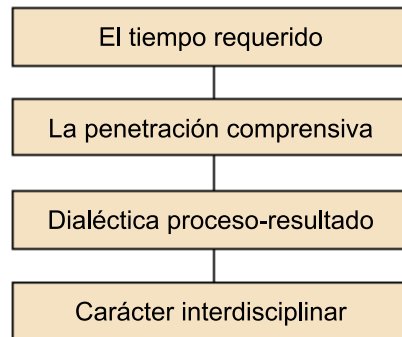 El tiempo requerido
La penetración comprensiva
Dialéctica proceso-resultado
Carácter interdisciplinar